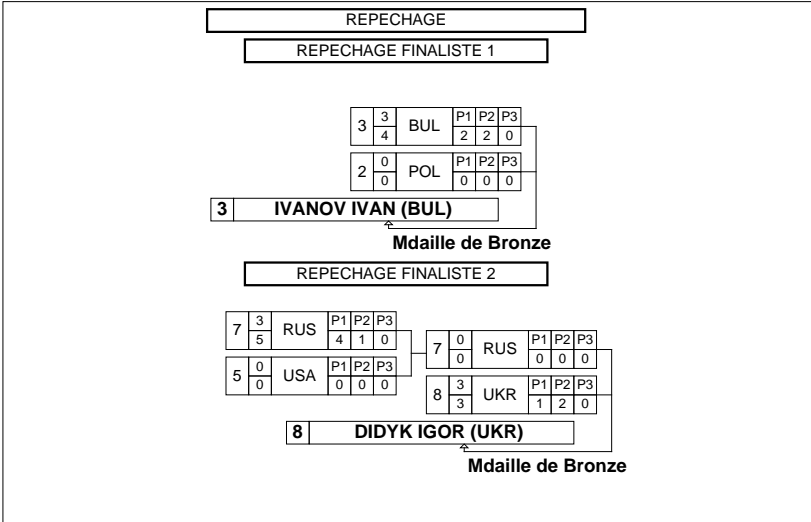 REPECHAGE
REPECHAGE FINALISTE 1
3 3 BUL P1 P2 P3
4 2 2 0
2 0 POL P1 P2 P3
0 0 0 0
3 IVANOV IVAN (BUL)
Mdaille de Bronze
REPECHAGE FINALISTE 2
7 3 RUS P1 P2 P3
5 4 1 0
7 0 RUS P1 P2 P3
0 0 0 0
5 0 USA P1 P2 P3
0 0 0 0
8 3 UKR P1 P2 P3
3 1 2 0
8 DIDYK IGOR (UKR)
Mdaille de Bronze